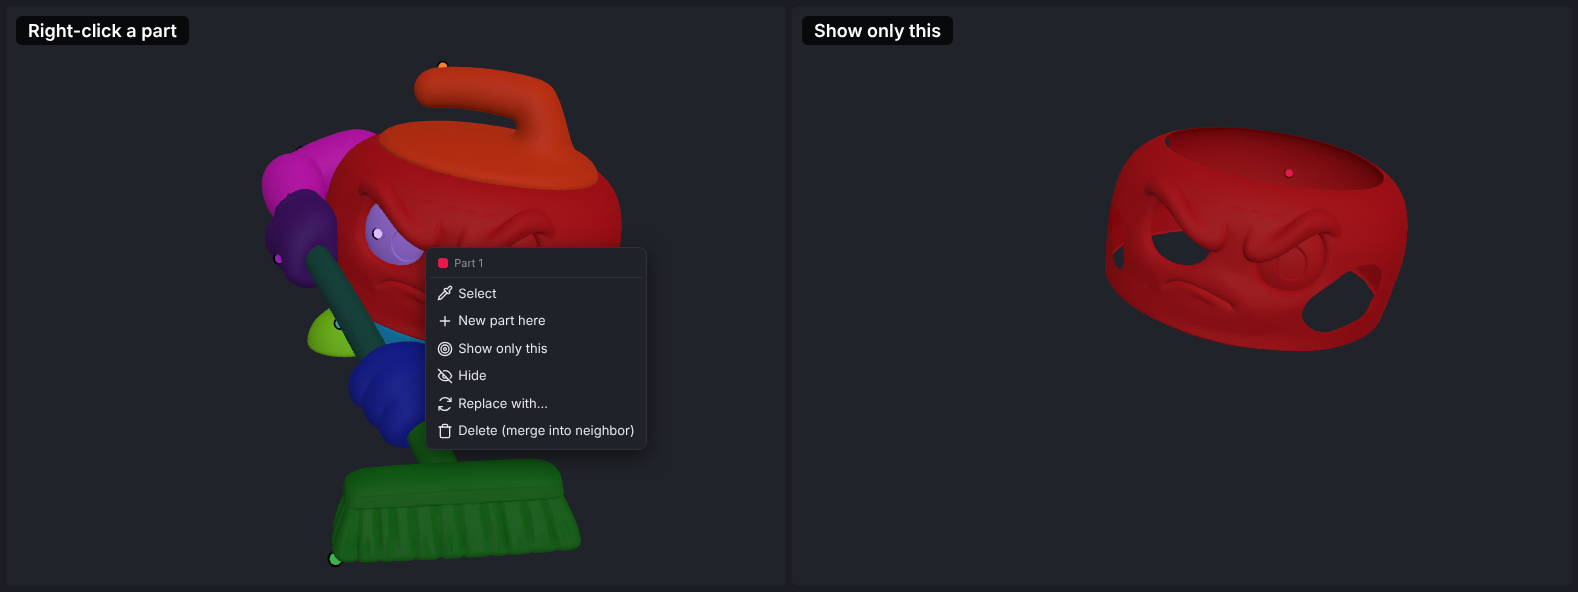 Right-click a part
Part 1
Select
New part here
Show only this
Hide
Replace with...
Delete (merge into neighbor)
Show only this